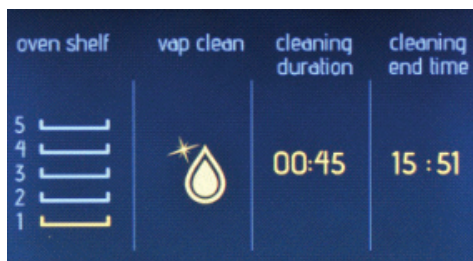 oven shelf
vap clean
cleaning
duration
cleaning
end time
5
4
3
2
1
00:45
15:51